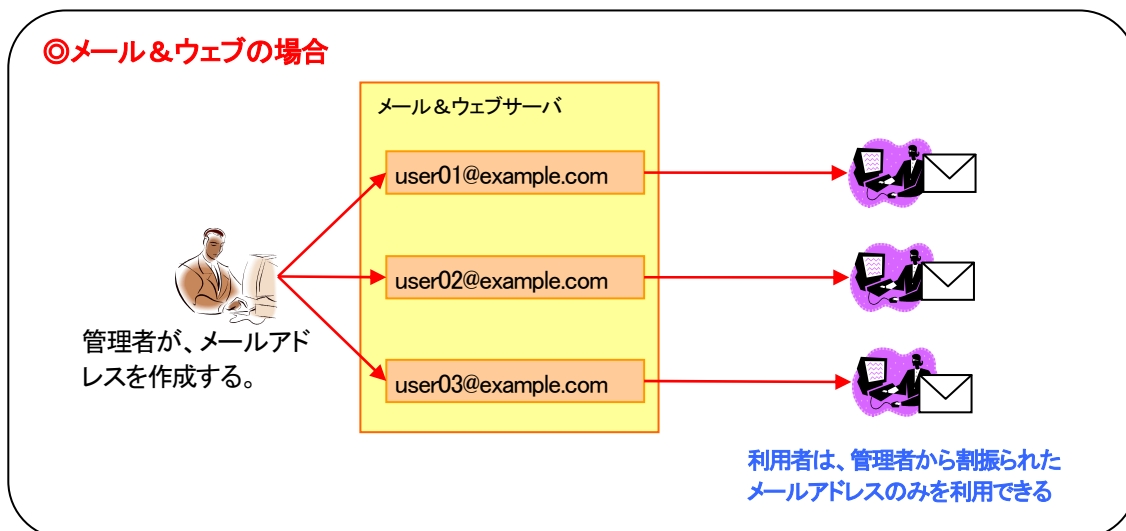 ◎メール＆ウェブの場合
メール＆ウェブサーバ
user01@example.com
user02@example.com
管理者が、メールアド
レスを作成する。
user03@example.com
利用者は、管理者から割振られた
メールアドレスのみを利用できる